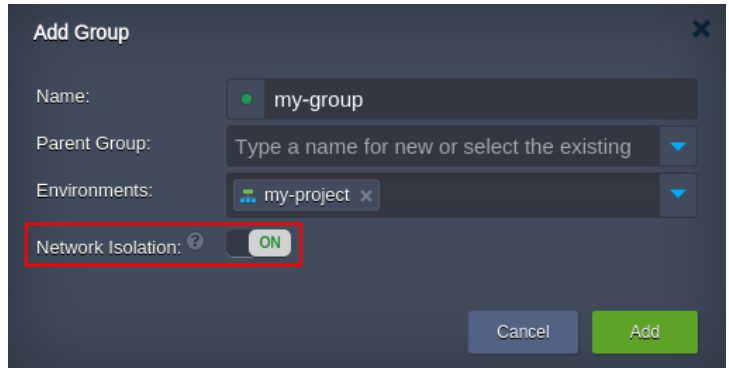 Add Group
Name: my-group
Parent Group: Type a name for new or select the existing
Environments: my-project
Network Isolation: ? ON
Cancel Add